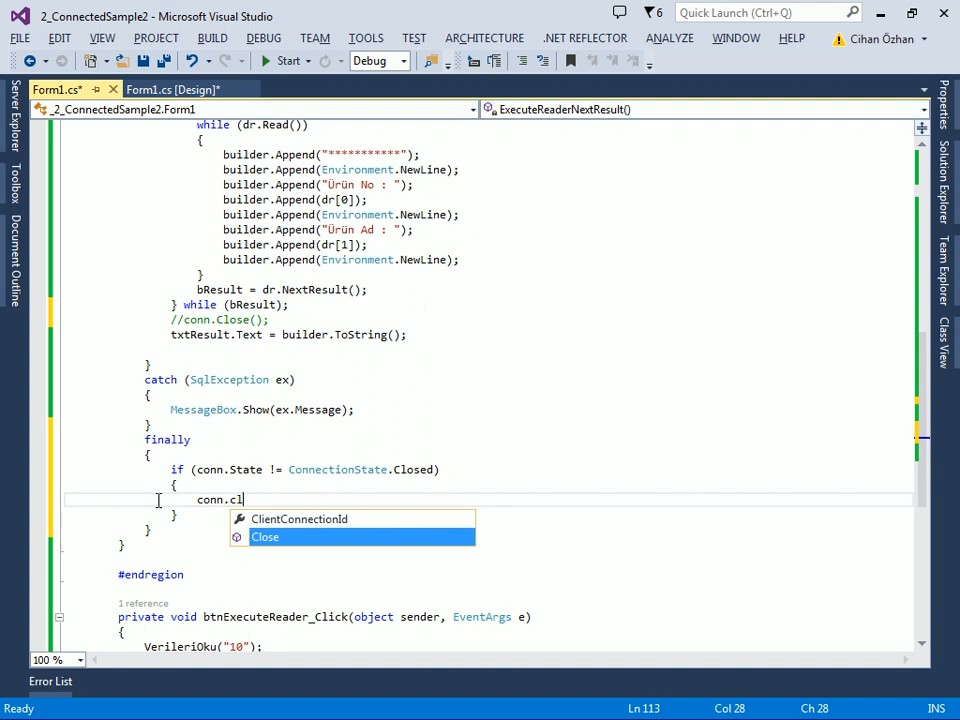 2_ConnectedSample2 - Microsoft Visual Studio
6
Quick Launch (Ctrl+Q)
FILE EDIT VIEW PROJECT BUILD DEBUG TEAM TOOLS TEST ARCHITECTURE .NET REFLECTOR ANALYZE WINDOW HELP Cihan Özhan
Start Debug
Form1.cs* Form1.cs [Design]*
_2_ConnectedSample2.Form1 ExecuteReaderNextResult()
Server Explorer
Toolbox
Document Outline
Properties
Solution Explorer
Team Explorer
Class View
while (dr.Read())
{
builder.Append("***********");
builder.Append(Environment.NewLine);
builder.Append("Ürün No : ");
builder.Append(dr[0]);
builder.Append(Environment.NewLine);
builder.Append("Ürün Ad : ");
builder.Append(dr[1]);
builder.Append(Environment.NewLine);
}
bResult = dr.NextResult();
} while (bResult);
//conn.Close();
txtResult.Text = builder.ToString();
}
catch (SqlException ex)
{
MessageBox.Show(ex.Message);
}
finally
{
if (conn.State != ConnectionState.Closed)
{
conn.cl
}
ClientConnectionId
Close
}
}
#endregion
1 reference
private void btnExecuteReader_Click(object sender, EventArgs e)
{
VerileriOku("10");
100 %
Error List
Ready Ln 113 Col 28 Ch 28 INS